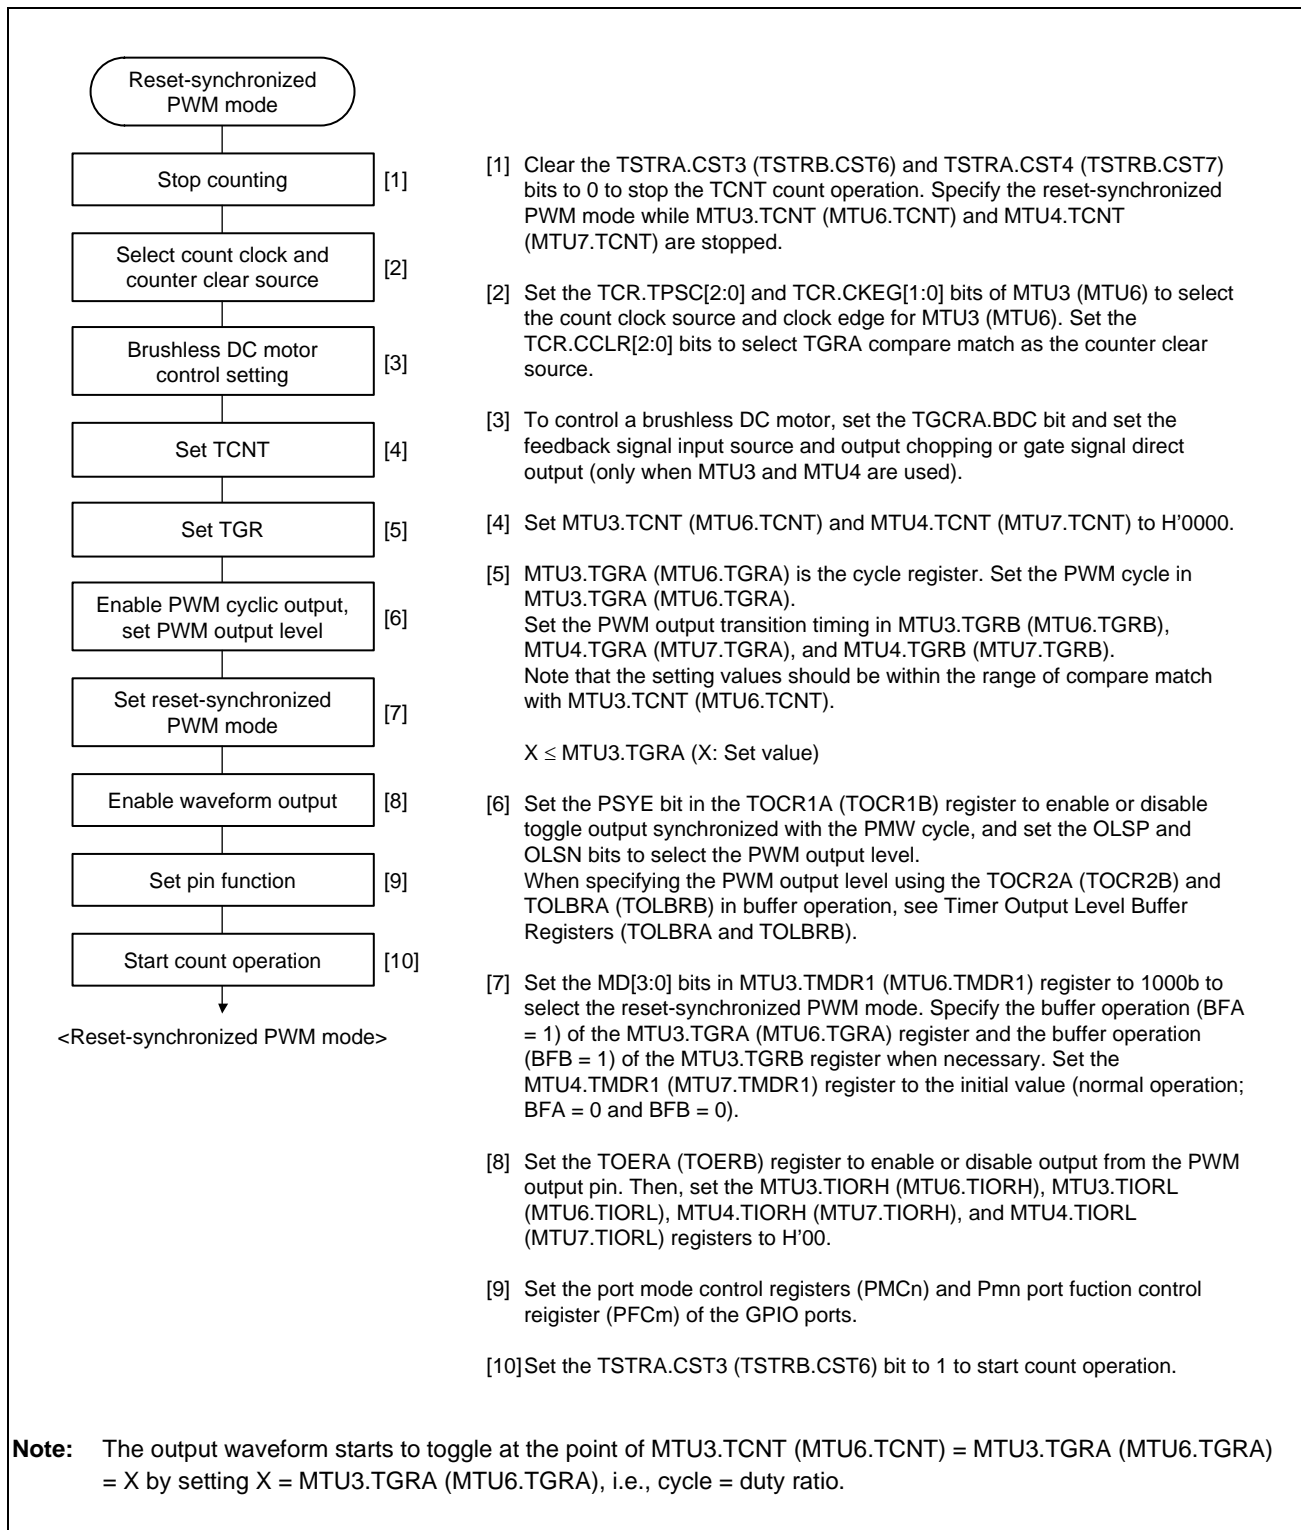 Reset-synchronized
PWM mode
Stop counting
[1]
Select count clock and
counter clear source
[2]
Brushless DC motor
control setting
[3]
Set TCNT
[4]
Set TGR
[5]
Enable PWM cyclic output,
set PWM output level
[6]
Set reset-synchronized
PWM mode
[7]
Enable waveform output
[8]
Set pin function
[9]
Start count operation
[10]
<Reset-synchronized PWM mode>
[1] Clear the TSTRA.CST3 (TSTRB.CST6) and TSTRA.CST4 (TSTRB.CST7)
bits to 0 to stop the TCNT count operation. Specify the reset-synchronized
PWM mode while MTU3.TCNT (MTU6.TCNT) and MTU4.TCNT
(MTU7.TCNT) are stopped.
[2] Set the TCR.TPSC[2:0] and TCR.CKEG[1:0] bits of MTU3 (MTU6) to select
the count clock source and clock edge for MTU3 (MTU6). Set the
TCR.CCLR[2:0] bits to select TGRA compare match as the counter clear
source.
[3] To control a brushless DC motor, set the TGCRA.BDC bit and set the
feedback signal input source and output chopping or gate signal direct
output (only when MTU3 and MTU4 are used).
[4] Set MTU3.TCNT (MTU6.TCNT) and MTU4.TCNT (MTU7.TCNT) to H’0000.
[5] MTU3.TGRA (MTU6.TGRA) is the cycle register. Set the PWM cycle in
MTU3.TGRA (MTU6.TGRA).
Set the PWM output transition timing in MTU3.TGRB (MTU6.TGRB),
MTU4.TGRA (MTU7.TGRA), and MTU4.TGRB (MTU7.TGRB).
Note that the setting values should be within the range of compare match
with MTU3.TCNT (MTU6.TCNT).
X ≤ MTU3.TGRA (X: Set value)
[6] Set the PSYE bit in the TOCR1A (TOCR1B) register to enable or disable
toggle output synchronized with the PMW cycle, and set the OLSP and
OLSN bits to select the PWM output level.
When specifying the PWM output level using the TOCR2A (TOCR2B) and
TOLBRA (TOLBRB) in buffer operation, see Timer Output Level Buffer
Registers (TOLBRA and TOLBRB).
[7] Set the MD[3:0] bits in MTU3.TMDR1 (MTU6.TMDR1) register to 1000b to
select the reset-synchronized PWM mode. Specify the buffer operation (BFA
= 1) of the MTU3.TGRA (MTU6.TGRA) register and the buffer operation
(BFB = 1) of the MTU3.TGRB register when necessary. Set the
MTU4.TMDR1 (MTU7.TMDR1) register to the initial value (normal operation;
BFA = 0 and BFB = 0).
[8] Set the TOERA (TOERB) register to enable or disable output from the PWM
output pin. Then, set the MTU3.TIORH (MTU6.TIORH), MTU3.TIORL
(MTU6.TIORL), MTU4.TIORH (MTU7.TIORH), and MTU4.TIORL
(MTU7.TIORL) registers to H’00.
[9] Set the port mode control registers (PMCn) and Pmn port fuction control
reigister (PFCm) of the GPIO ports.
[10] Set the TSTRA.CST3 (TSTRB.CST6) bit to 1 to start count operation.
Note: The output waveform starts to toggle at the point of MTU3.TCNT (MTU6.TCNT) = MTU3.TGRA (MTU6.TGRA)
= X by setting X = MTU3.TGRA (MTU6.TGRA), i.e., cycle = duty ratio.